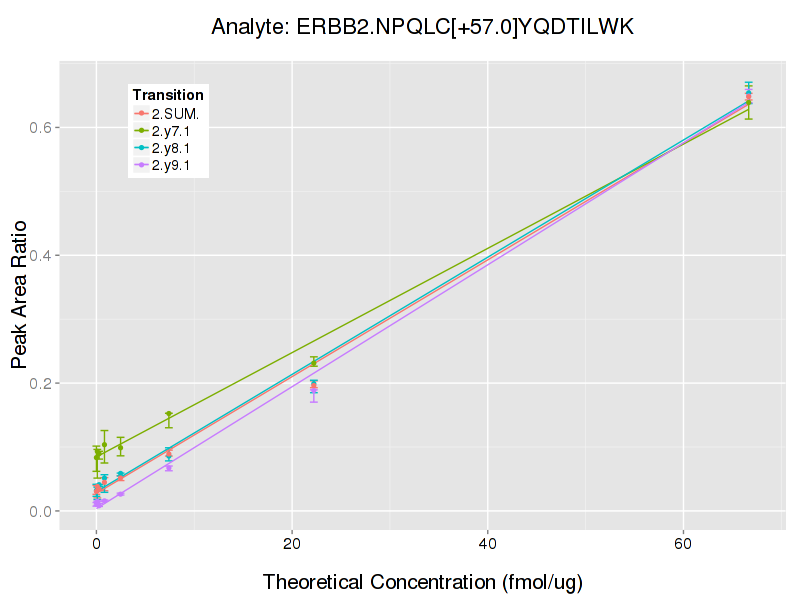 Analyte: ERBB2.NPQLC[+57.0]YQDTILWK
Transition
2.SUM.
2.y7.1
2.y8.1
2.y9.1
Peak Area Ratio
0.6
0.4
0.2
0.0
0 20 40 60
Theoretical Concentration (fmol/ug)